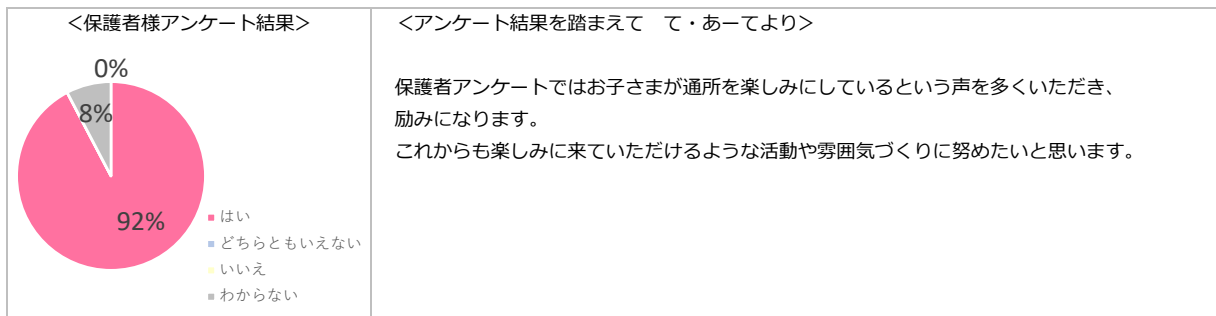 <保護者様アンケート結果>
0%
8%
92%
はい
どちらともいえない
いいえ
わからない
<アンケート結果を踏まえて　て・あーてより>
保護者アンケートではお子さまが通所を楽しみにしているという声を多くいただき、
励みになります。
これからも楽しみに来ていただけるような活動や雰囲気づくりに努めたいと思います。